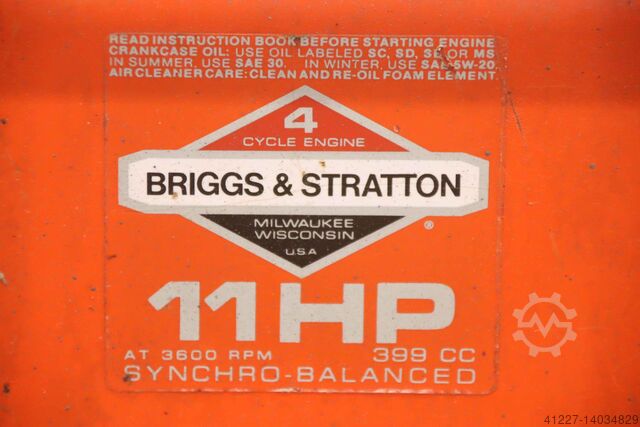 READ INSTRUCTION BOOK BEFORE STARTING ENGINE
CRANKCASE OIL: USE OIL LABELED SC, SD, SE OR MS
IN SUMMER, USE SAE 30. IN WINTER, USE SAE 5W-20.
AIR CLEANER CARE: CLEAN AND RE-OIL FOAM ELEMENT.
4
CYCLE ENGINE
BRIGGS & STRATTON
MILWAUKEE
WISCONSIN
U.S.A
®
11HP
AT 3600 RPM 399 CC
SYNCHRO-BALANCED
41227-14034829